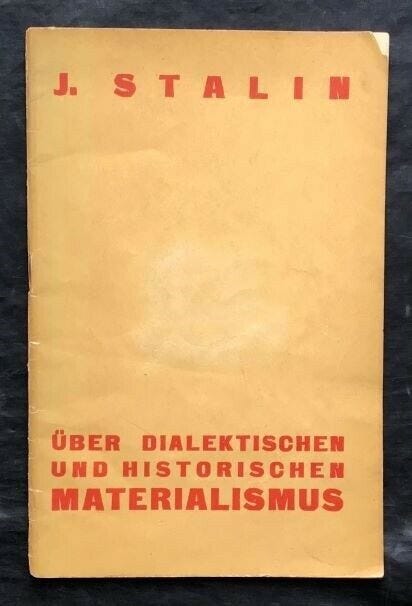 J. STALIN
ÜBER DIALEKTISCHEN
UND HISTORISCHEN
MATERIALISMUS